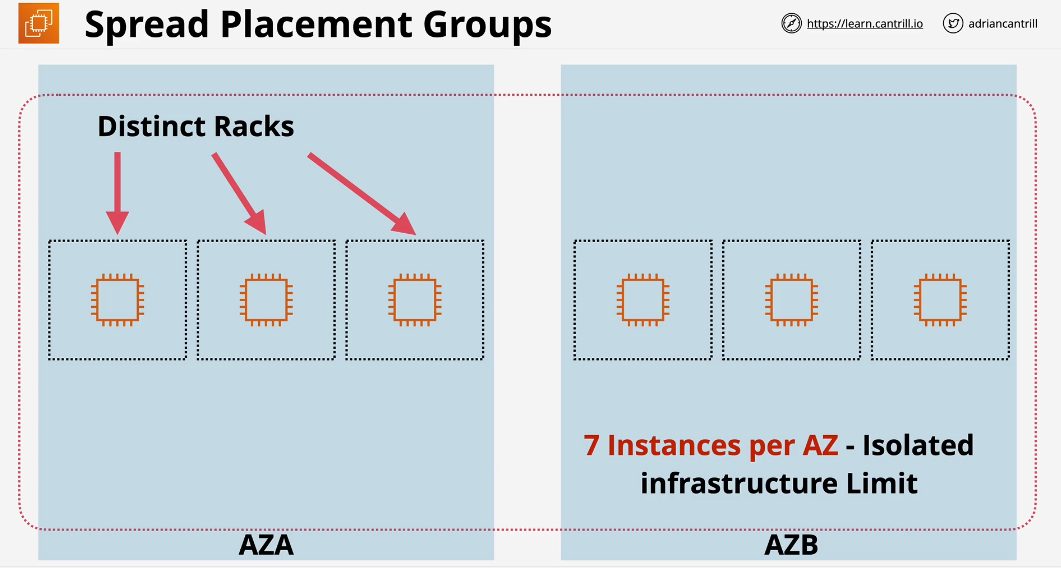 Spread Placement Groups
https://learn.cantrill.io
adriancantrill
Distinct Racks
7 Instances per AZ - Isolated
infrastructure Limit
AZA
AZB